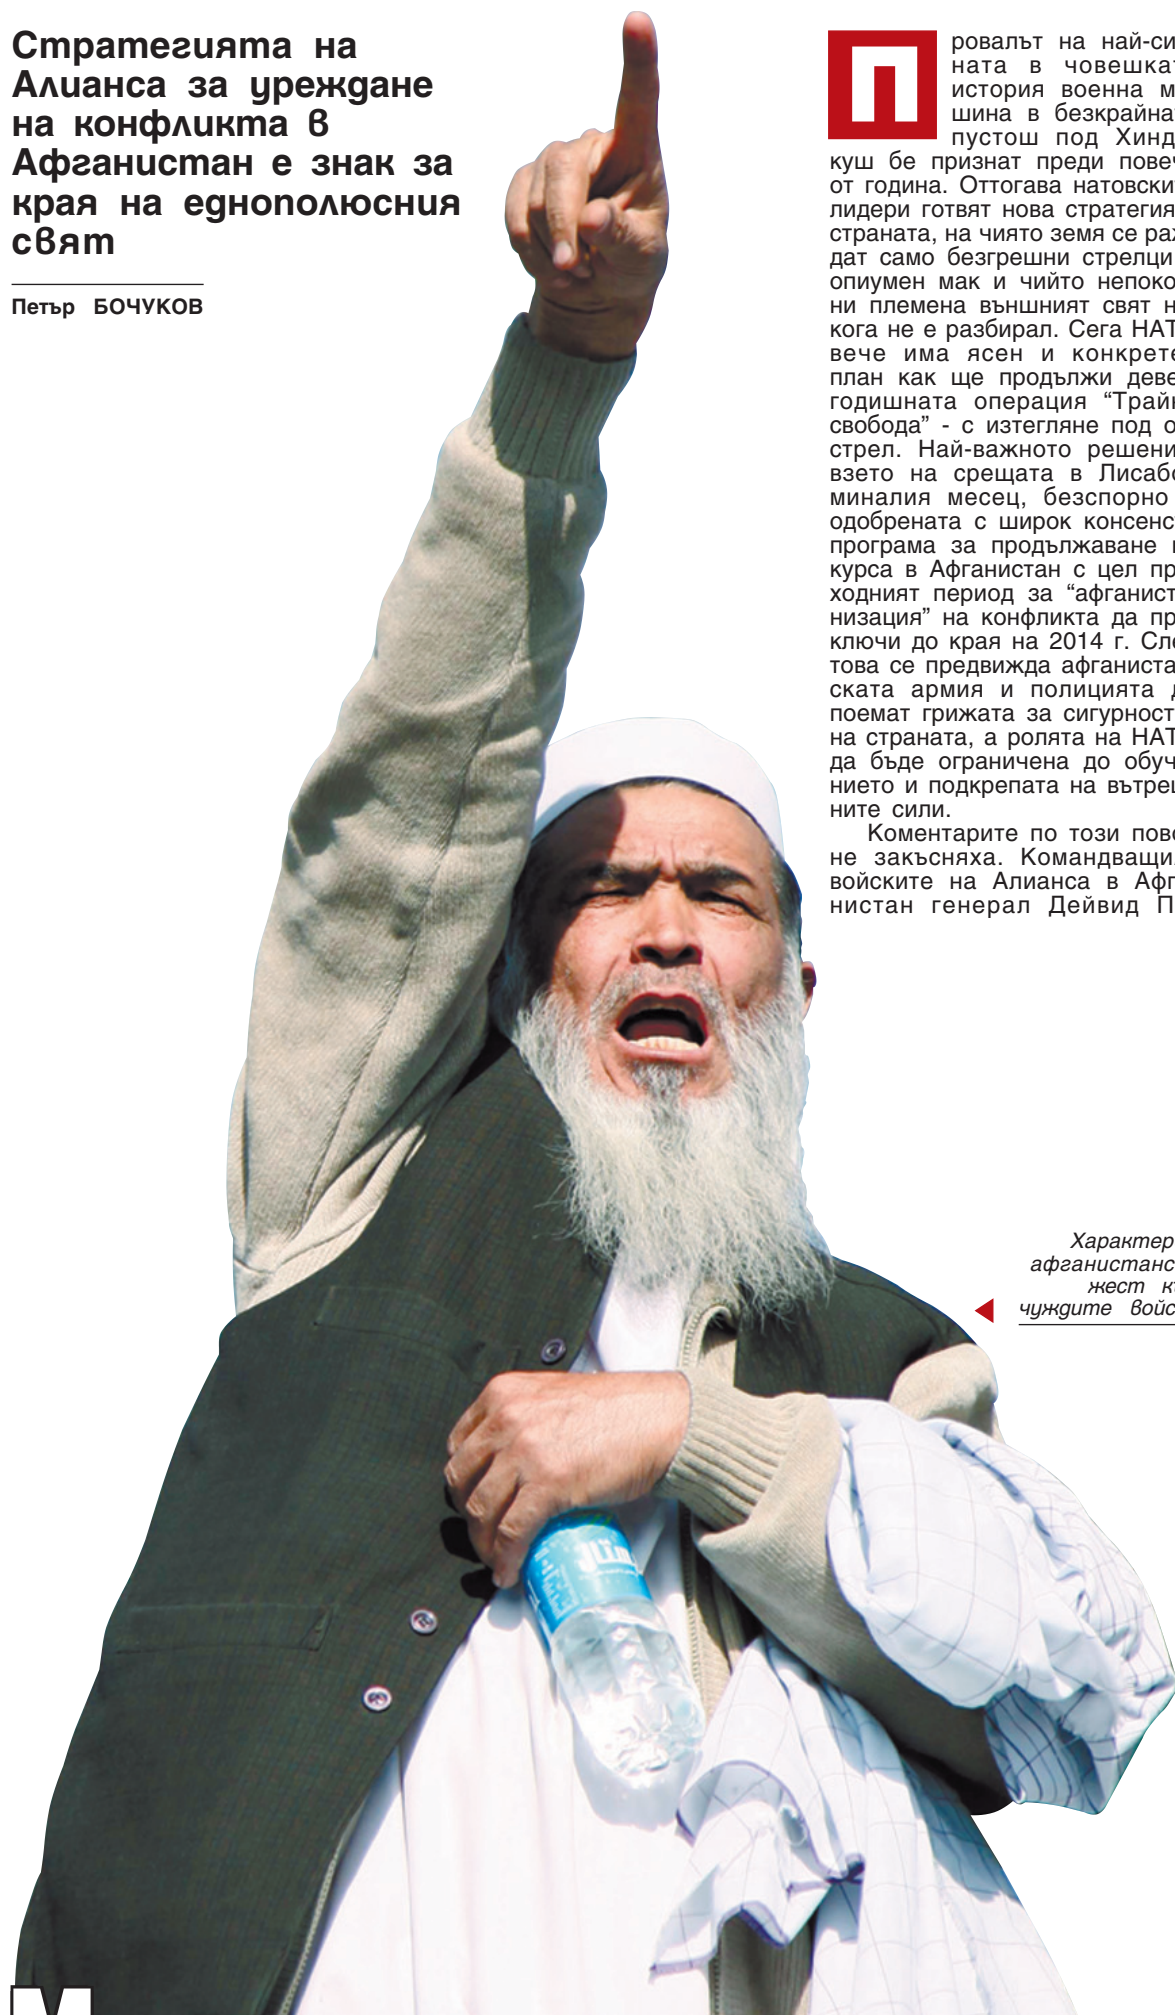 Стратегията на
Алианса за уреждане
на конфликта в
Афганистан е знак за
края на еднополюсния
свят
Петър БОЧУКОВ
П
ровалът на най-си
ната в човешка
история военна м
шина в безкрайна
пустош под Хинд
куш бе признат преди пове
от година. Оттогава натовски
лидери готвят нова стратегия
страната, на чиято земя се ра
дат само безгрешни стрелци
опиумен мак и чийто непоко
ни племена външният свят н
кога не е разбирал. Сега НАТ
вече има ясен и конкрете
план как ще продължи деве
годишната операция “Трай
свобода” - с изтегляне под о
стрел. Най-важното решени
взето на срещата в Лисаб
миналия месец, безспорно
одобрената с широк консенс
програма за продължаване
курса в Афганистан с цел пр
ходният период за “афганист
низация” на конфликта да пр
ключи до края на 2014 г. Сле
това се предвижда афганиста
ската армия и полицията д
поемат грижата за сигурност
на страната, а ролята на НАТ
да бъде ограничена до обуч
нието и подкрепата на вътре
ните сили.
Коментарите по този пов
не закъсняха. Командващи
войските на Алианса в Афг
нистан генерал Дейвид П
Характер
афганистанс
жест к
чуждите войс